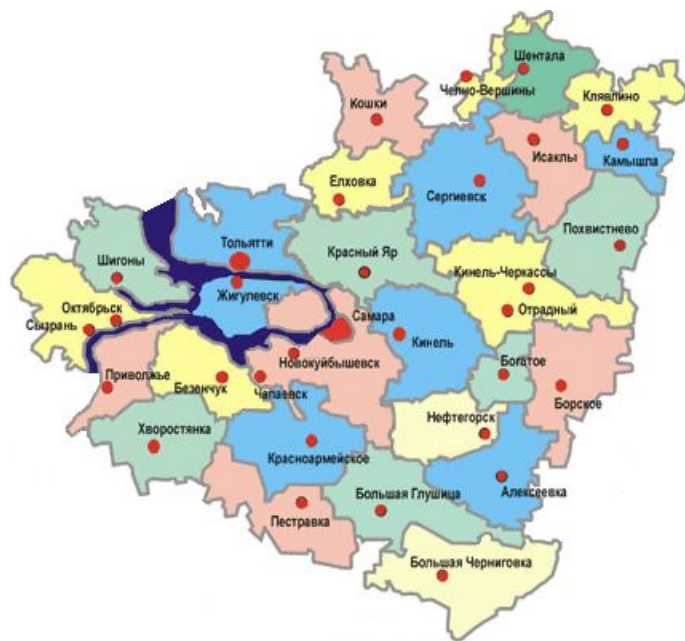 Шентала
Челно-Вершины
Клявлино
Кошки
Исаклы
Камышла
Елховка
Сергиевск
Похвистнево
Тольятти
Красный Яр
Шигоны
Кинель-Черкассы
Жигулевск
Октябрьск
Отрадный
Самара
Сызрань
Кинель
Новокуйбышевск
Богатое
Приволжье
Безенчук
Чапаевск
Борское
Нефтегорск
Хворостянка
Красноармейское
Большая Глушица
Алексеевка
Пестравка
Большая Черниговка